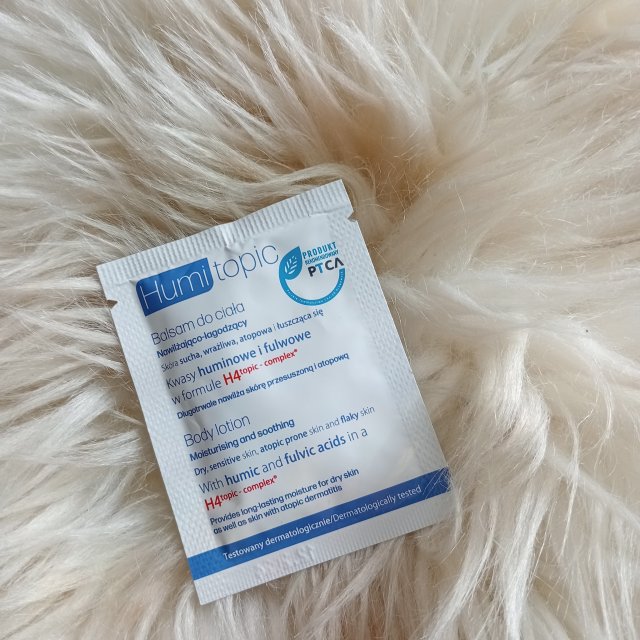 Humi topic
PRODUKT
PTCA
Balsam do ciała
Nawilżająco-łagodzący
Skóra sucha, wrażliwa, atopowa i łuszcząca się
Kwasy huminowe i fulwowe
w formule H4topic - complex®
Długotrwale nawilża skórę przesuszoną i atopową
Body lotion
Moisturising and soothing
Dry, sensitive skin, atopic prone skin and flaky skin
With humic and fulvic acids in a
H4topic - complex®
Provides long-lasting moisture for dry skin
as well as skin with atopic dermatitis
Testowany dermatologicznie/Dermatologically tested